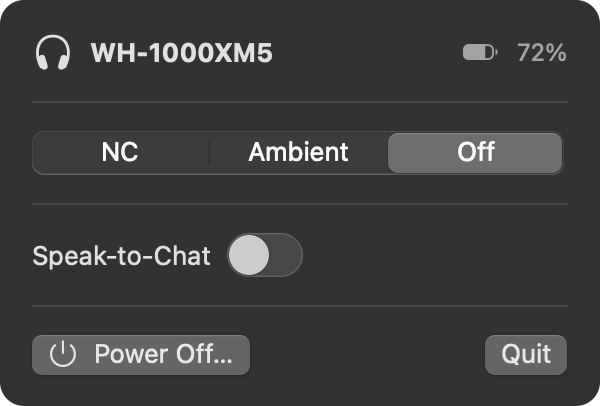 WH-1000XM5 72%
NC Ambient Off
Speak-to-Chat
Power Off... Quit